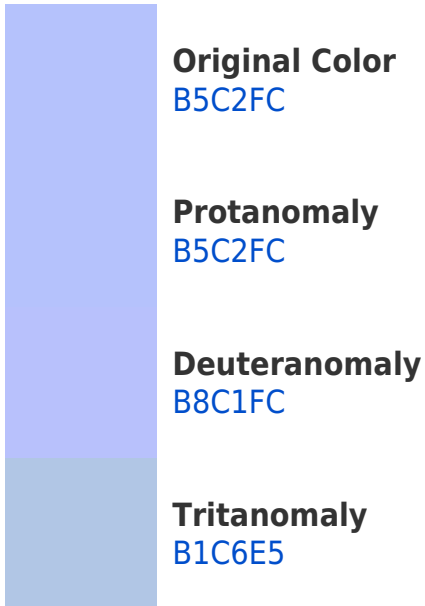 Original Color
B5C2FC
Protanomaly
B5C2FC
Deuteranomaly
B8C1FC
Tritanomaly
B1C6E5